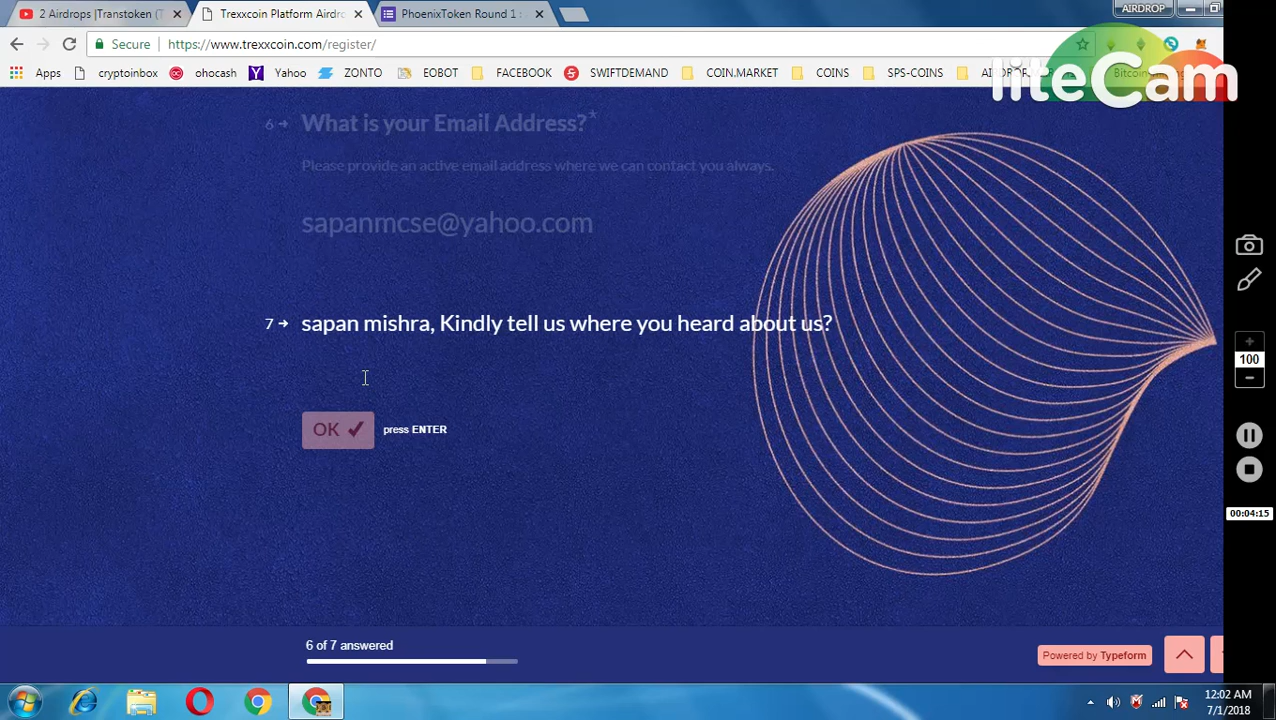 2 Airdrops |Transtoken (T
Trexxcoin Platform Airdro
PhoenixToken Round 1 :
AIRDROP
Secure
https://www.trexxcoin.com/register/
Apps
cryptoinbox
ohocash
Yahoo
EOBOT
FACEBOOK
SWIFTDEMAND
COIN.MARKET
COINS
SPS-COINS
liteCam
6
What is your Email Address?*
Please provide an active email address where we can contact you always.
sapanmcse@yahoo.com
7
sapan mishra, Kindly tell us where you heard about us?
OK
press ENTER
100
00:04:15
6 of 7 answered
Powered by Typeform
12:02 AM
7/1/2018